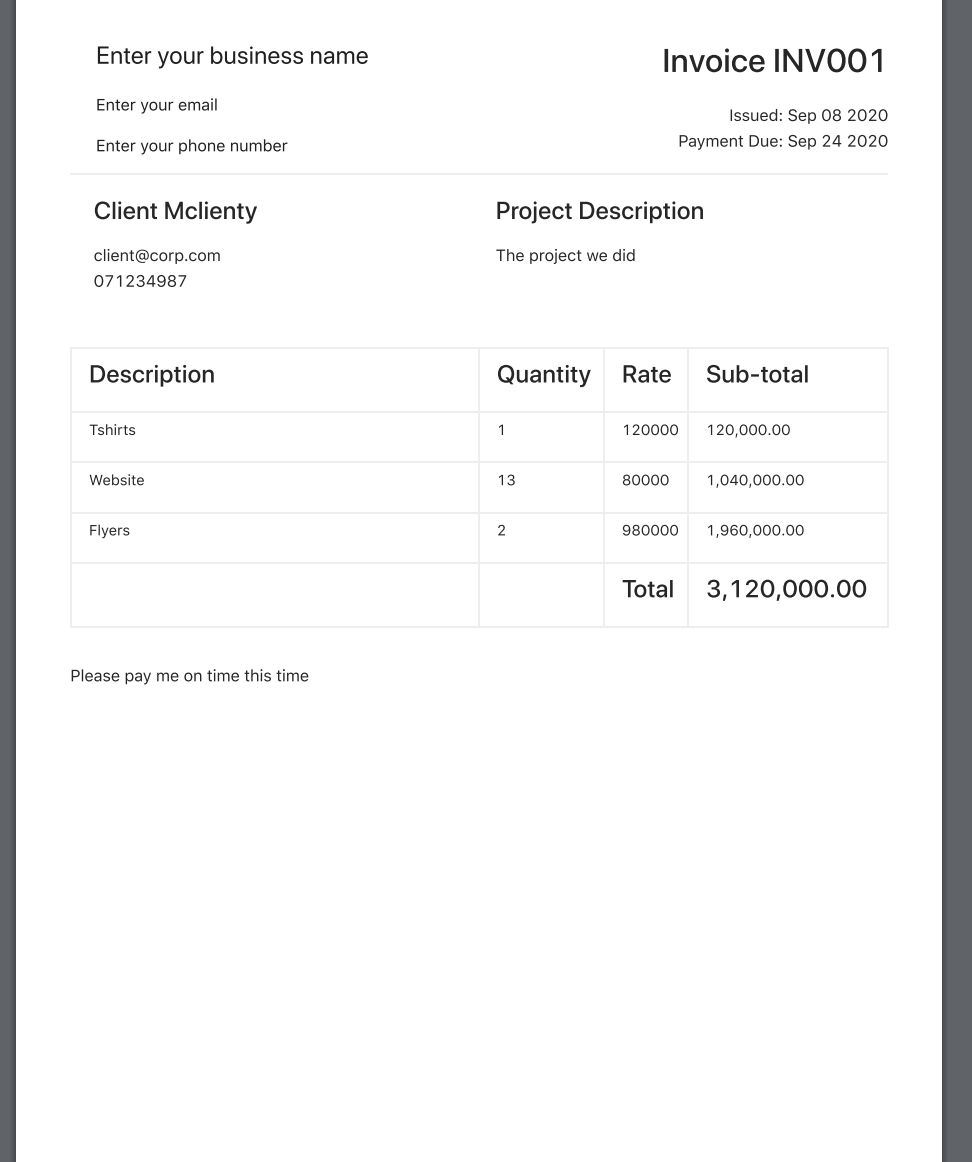 Enter your business name
Invoice INV001
Enter your email
Issued: Sep 08 2020
Enter your phone number
Payment Due: Sep 24 2020
Client Mclienty
Project Description
client@corp.com
The project we did
071234987
Description Quantity Rate Sub-total
Tshirts 1 120000 120,000.00
Website 13 80000 1,040,000.00
Flyers 2 980000 1,960,000.00
Total 3,120,000.00
Please pay me on time this time